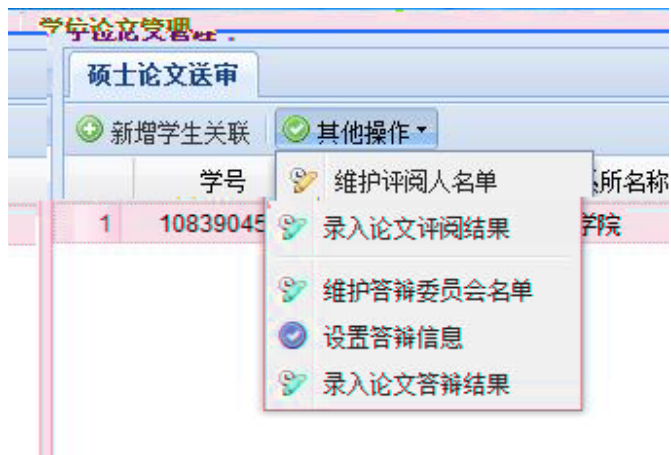 学位论文管理
硕士论文送审
新增学生关联 其他操作
学号 维护评阅人名单 所名称
1 10839045 录入论文评阅结果 学院
维护答辩委员会名单
设置答辩信息
录入论文答辩结果